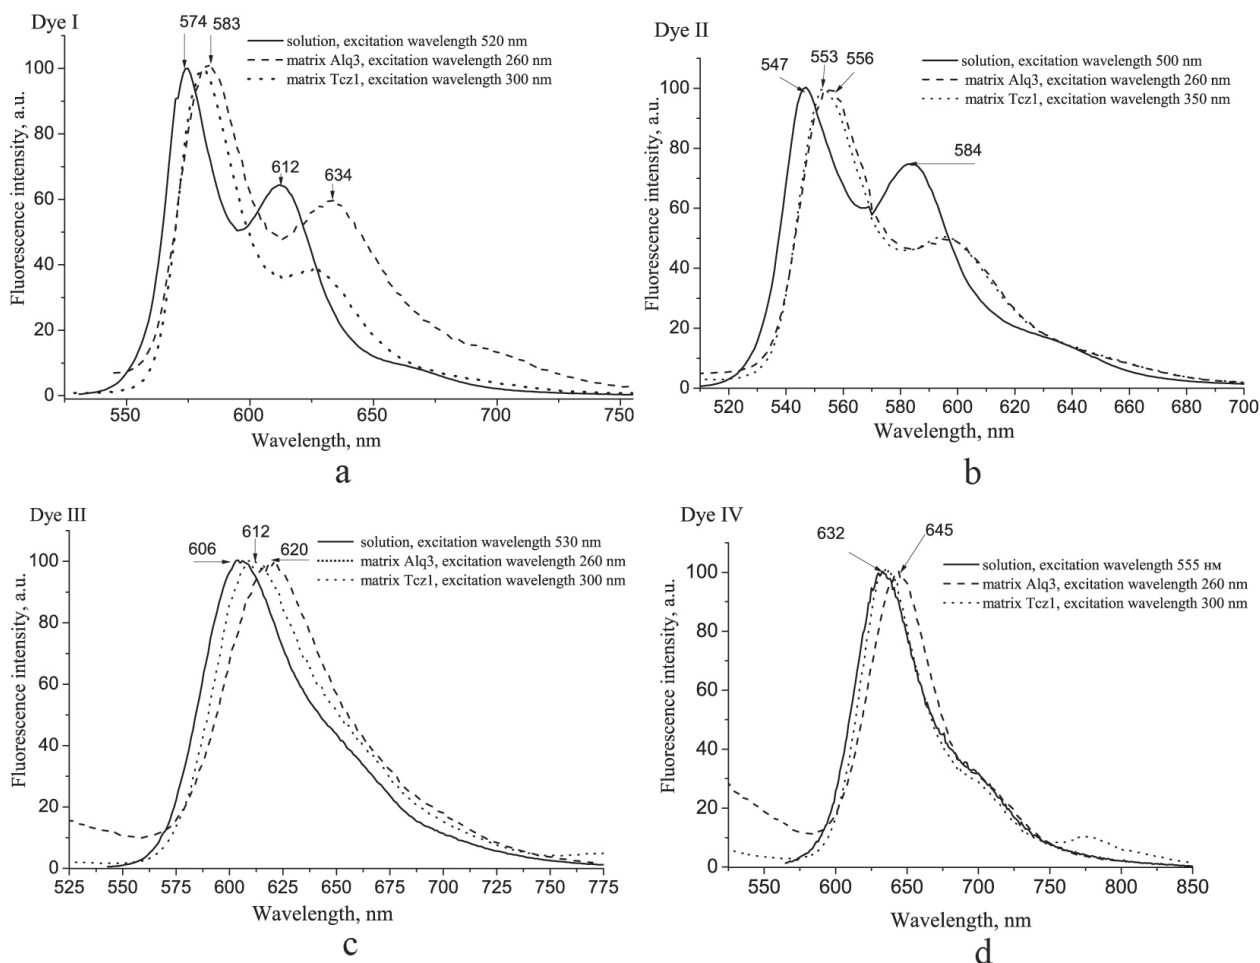 Dye I
574 583
solution, excitation wavelength 520 nm
matrix Alq3, excitation wavelength 260 nm
matrix Tcz1, excitation wavelength 300 nm
612 634
Fluorescence intensity, a.u.
100
80
60
40
20
0
550 600 650 700 750
Wavelength, nm
a
Dye II
547 553 556
solution, excitation wavelength 500 nm
matrix Alq3, excitation wavelength 260 nm
matrix Tcz1, excitation wavelength 350 nm
584
Fluorescence intensity, a.u.
100
80
60
40
20
0
520 540 560 580 600 620 640 660 680 700
Wavelength, nm
b
Dye III
606 612 620
solution, excitation wavelength 530 nm
matrix Alq3, excitation wavelength 260 nm
matrix Tcz1, excitation wavelength 300 nm
Fluorescence intensity, a.u.
100
80
60
40
20
0
525 550 575 600 625 650 675 700 725 750 775
Wavelength, nm
c
Dye IV
632 645
solution, excitation wavelength 555 нм
matrix Alq3, excitation wavelength 260 nm
matrix Tcz1, excitation wavelength 300 nm
Fluorescence intensity, a.u.
100
80
60
40
20
0
550 600 650 700 750 800 850
Wavelength, nm
d